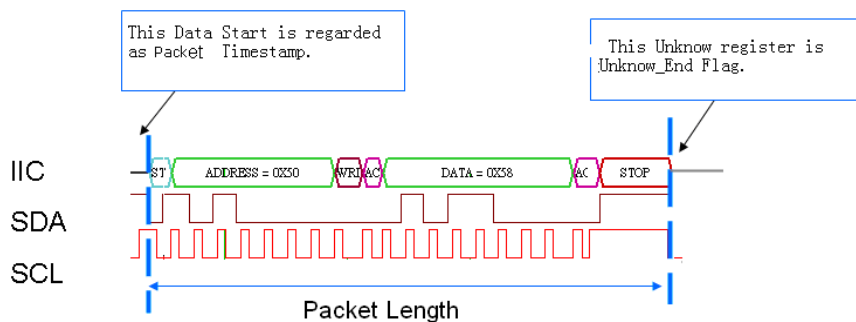 This Data Start is regarded
as Packet Timestamp.
This Unknow register is
Unknow_End Flag.
IIC
ST ADDRESS = 0X50 WRI AC DATA = 0X58 AC STOP
SDA
SCL
Packet Length